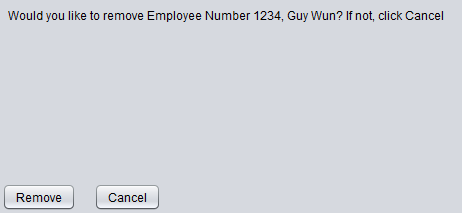 Would you like to remove Employee Number 1234, Guy Wun? If not, click Cancel
Remove
Cancel